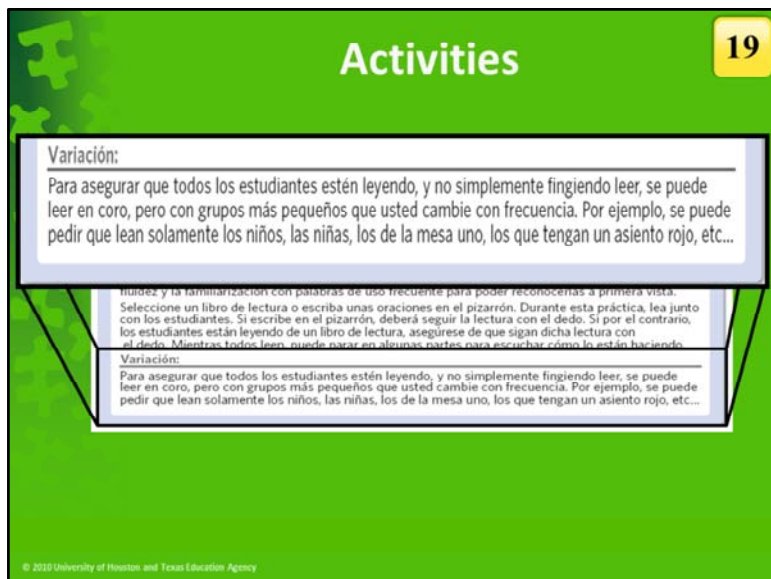 Activities
19
Variación:
Para asegurar que todos los estudiantes estén leyendo, y no simplemente fingiendo leer, se puede
leer en coro, pero con grupos más pequeños que usted cambie con frecuencia. Por ejemplo, se puede
pedir que lean solamente los niños, las niñas, los de la mesa uno, los que tengan un asiento rojo, etc...
fluidez y la familiarización con palabras de uso frecuente para poder reconocerlas a primera vista.
Seleccione un libro de lectura o escriba unas oraciones en el pizarrón. Durante esta práctica, lea junto
con los estudiantes. Si escribe en el pizarrón, deberá seguir la lectura con el dedo. Si por el contrario,
los estudiantes están leyendo de un libro de lectura, asegúrese de que sigan dicha lectura con
el dedo. Mientras todos leen, puede parar en algunas partes para escuchar cómo lo están haciendo.
Variación:
Para asegurar que todos los estudiantes estén leyendo, y no simplemente fingiendo leer, se puede
leer en coro, pero con grupos más pequeños que usted cambie con frecuencia. Por ejemplo, se puede
pedir que lean solamente los niños, las niñas, los de la mesa uno, los que tengan un asiento rojo, etc...
© 2010 University of Houston and Texas Education Agency